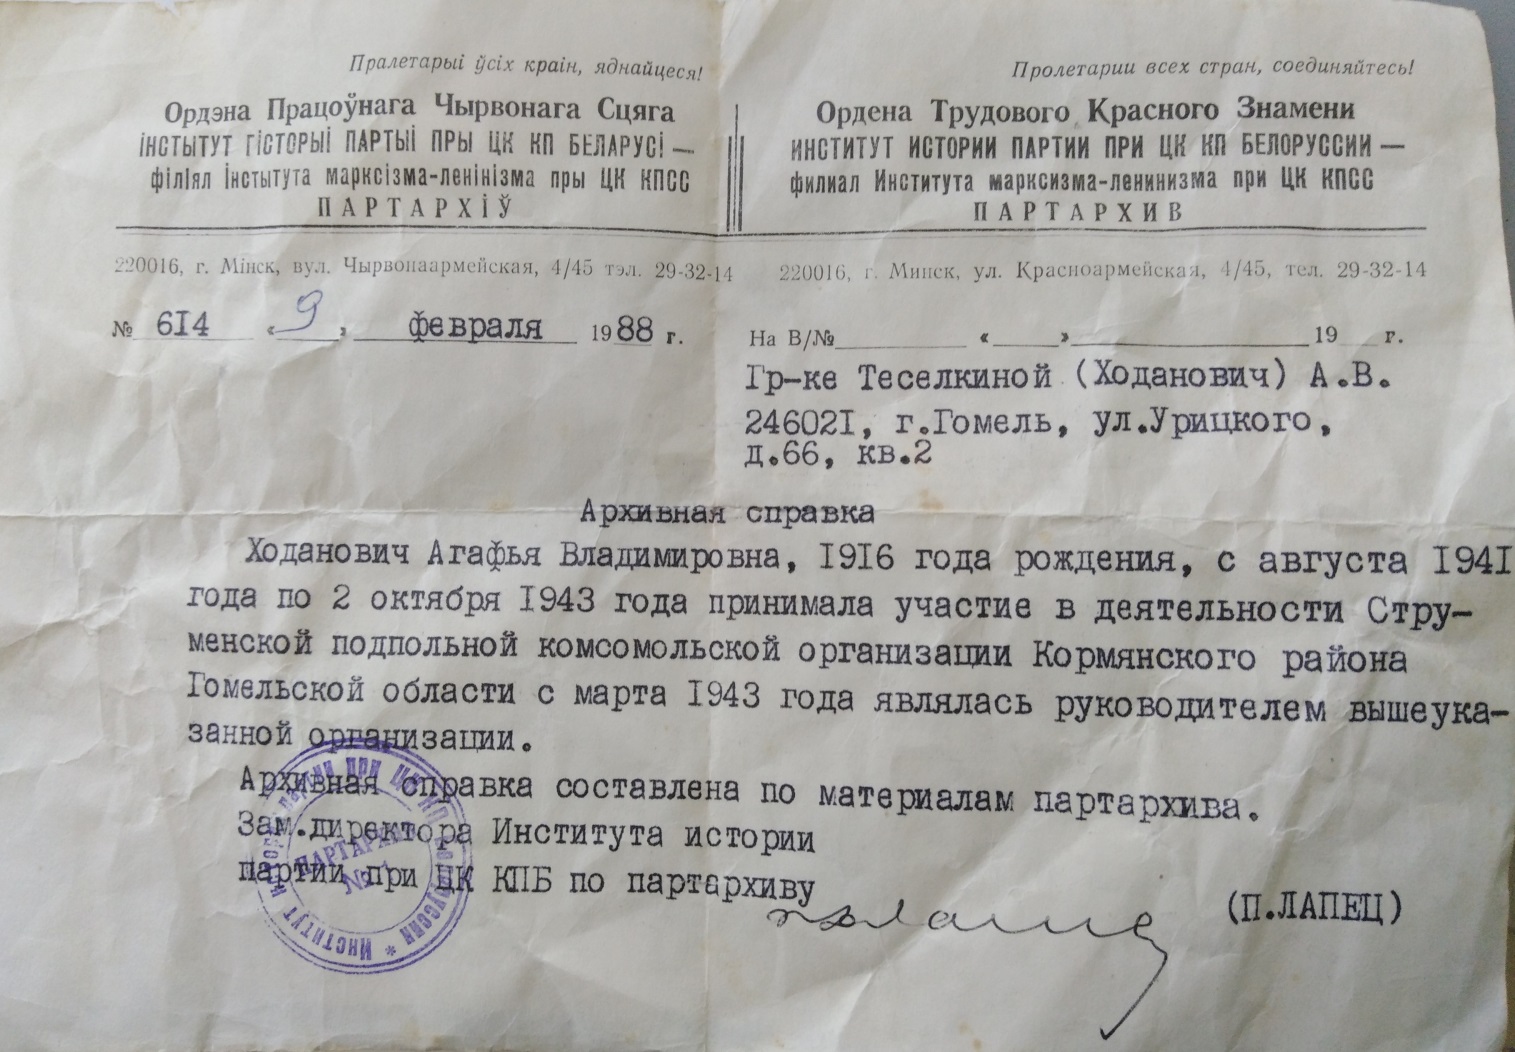 Пралетарыі ўсіх краін, яднайцеся!
Ордэна Працоўнага Чырвонага Сцяга
ІНСТЫТУТ ГІСТОРЫІ ПАРТЫІ ПРЫ ЦК КП БЕЛАРУСІ —
філіял Інстытута марксізма-ленінізма пры ЦК КПСС
ПАРТАРХІЎ
220016, г. Мінск, вул. Чырвонаармейская, 4/45 тэл. 29-32-14
№ 614 «9» февраля 1988 г.
Пролетарии всех стран, соединяйтесь!
Ордена Трудового Красного Знамени
ИНСТИТУТ ИСТОРИИ ПАРТИИ ПРИ ЦК КП БЕЛОРУССИИ —
филиал Института марксизма-ленинизма при ЦК КПСС
ПАРТАРХИВ
220016, г. Минск, ул. Красноармейская, 4/45, тел. 29-32-14
На В/№ « » 19 г.
Гр-ке Теселкиной (Ходанович) А.В.
246021, г.Гомель, ул.Урицкого,
д.66, кв.2
Архивная справка
Ходанович Агафья Владимировна, 1916 года рождения, с августа 1941
года по 2 октября 1943 года принимала участие в деятельности Стру-
менской подпольной комсомольской организации Кормянского района
Гомельской области с марта 1943 года являлась руководителем вышеука-
занной организации.
Архивная справка составлена по материалам партархива.
Зам.директора Института истории
партии при ЦК КПБ по партархиву
(П.ЛАПЕЦ)
ПАРТАРХИВ